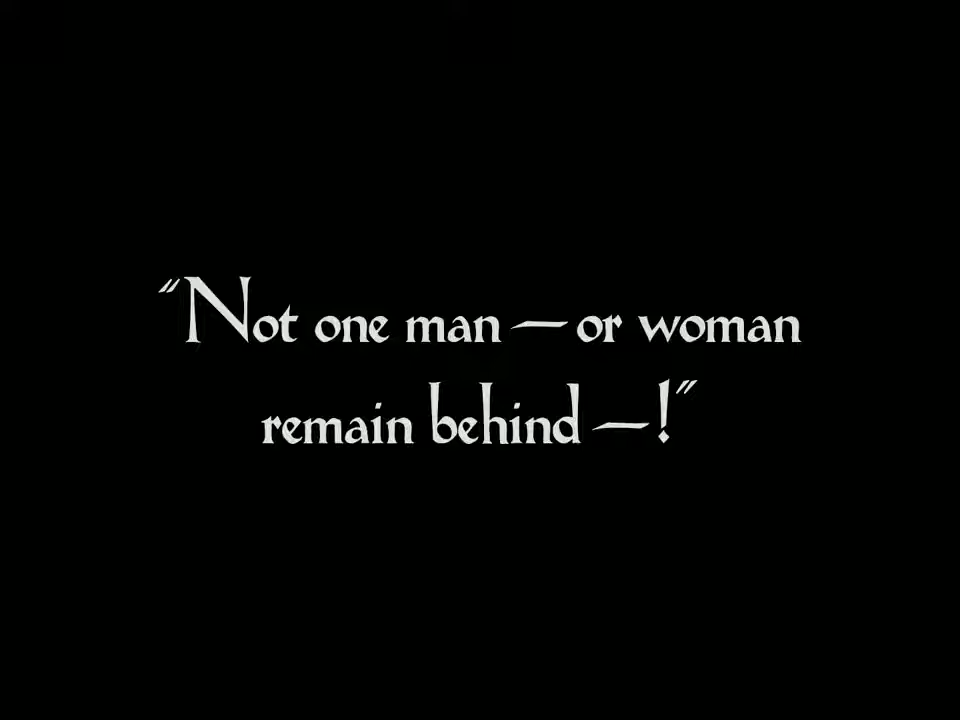 “Not one man — or woman
remain behind — !”